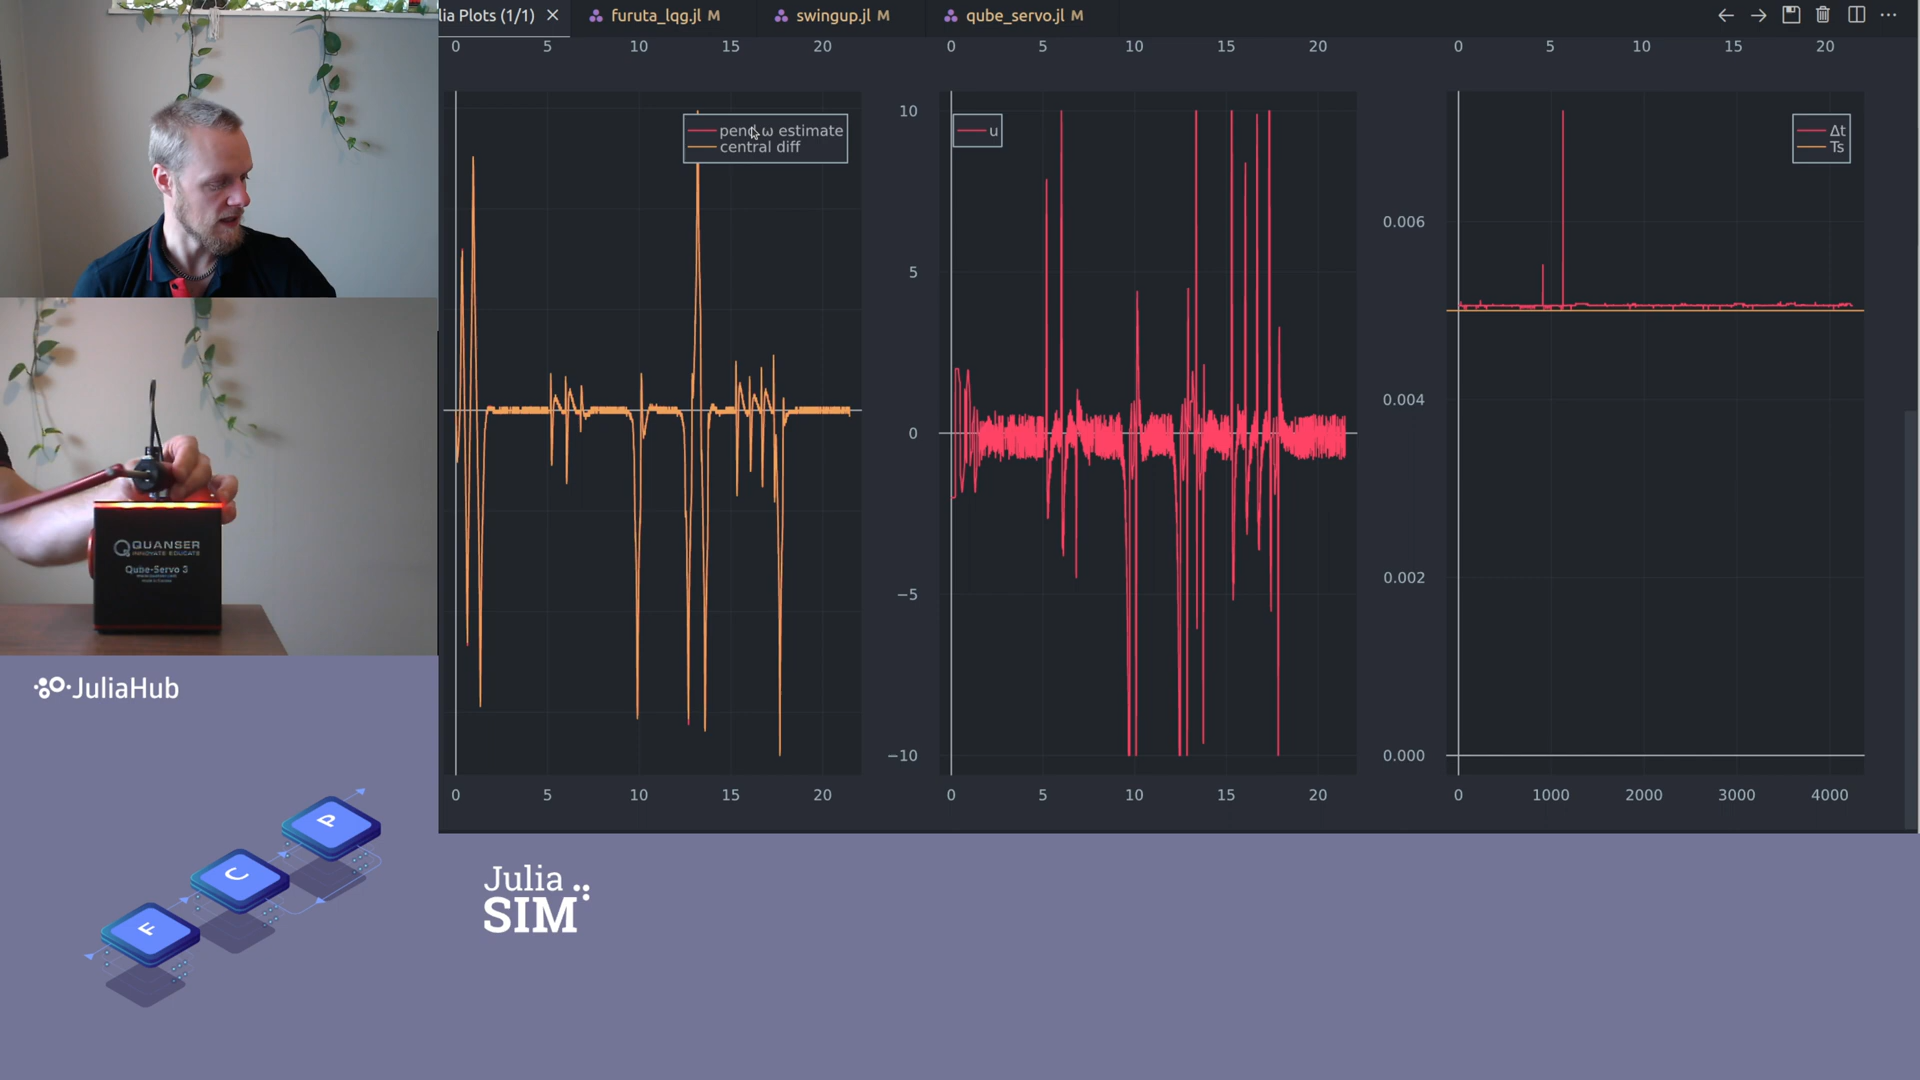 lia Plots (1/1)
furuta_lqg.jl M
swingup.jl M
qube_servo.jl M
0 5 10 15 20
0 5 10 15 20
0 5 10 15 20
pend ω estimate
central diff
0 5 10 15 20
10
5
0
−5
−10
u
0 5 10 15 20
0.006
0.004
0.002
0.000
Δt
Ts
0 1000 2000 3000 4000
QUANSER
INNOVATE EDUCATE
Qube-Servo 3
JuliaHub
F
C
P
Julia
SIM